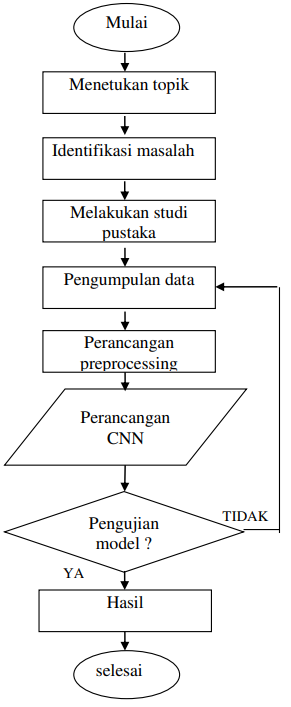 Mulai
Menetukan topik
Identifikasi masalah
Melakukan studi
pustaka
Pengumpulan data
Perancangan
preprocessing
Perancangan
CNN
Pengujian
model ?
TIDAK
YA
Hasil
selesai